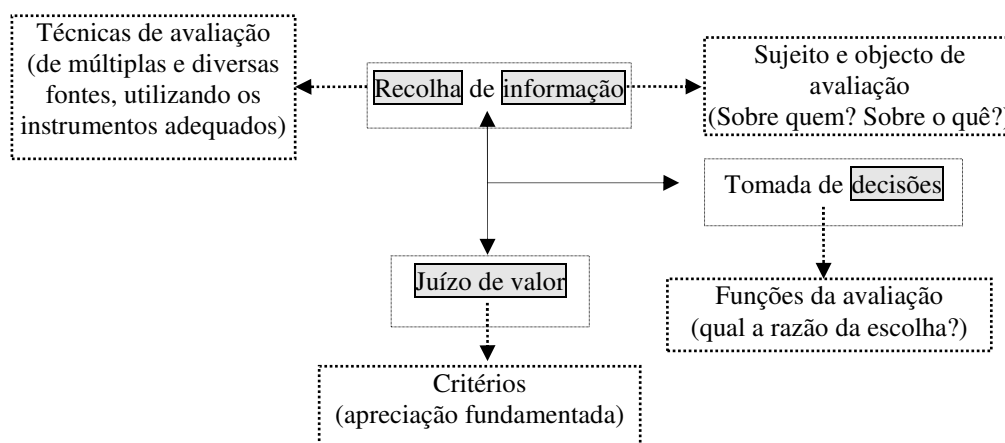 Técnicas de avaliação
(de múltiplas e diversas
fontes, utilizando os
instrumentos adequados)
Recolha de informação
Sujeito e objecto de
avaliação
(Sobre quem? Sobre o quê?)
Tomada de decisões
Juízo de valor
Funções da avaliação
(qual a razão da escolha?)
Critérios
(apreciação fundamentada)